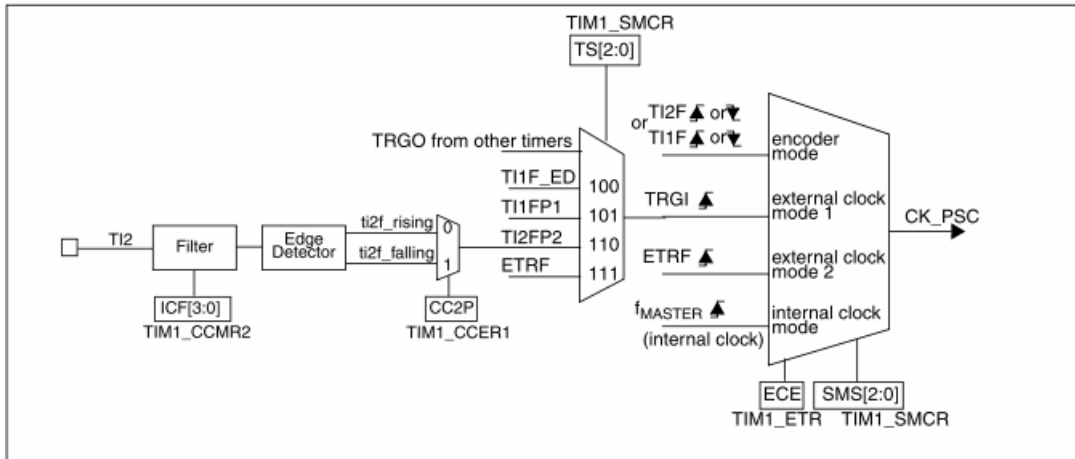 TIM1_SMCR
TS[2:0]
TRGO from other timers
TI1F_ED
TI1FP1
TI2FP2
ETRF
100
101
110
111
TI2
Filter
ICF[3:0]
TIM1_CCMR2
Edge
Detector
ti2f_rising
ti2f_falling
0
1
CC2P
TIM1_CCER1
or TI2F or
TI1F or
encoder
mode
TRGI
external clock
mode 1
ETRF
external clock
mode 2
fMASTER
(internal clock)
internal clock
mode
CK_PSC
ECE
TIM1_ETR
SMS[2:0]
TIM1_SMCR